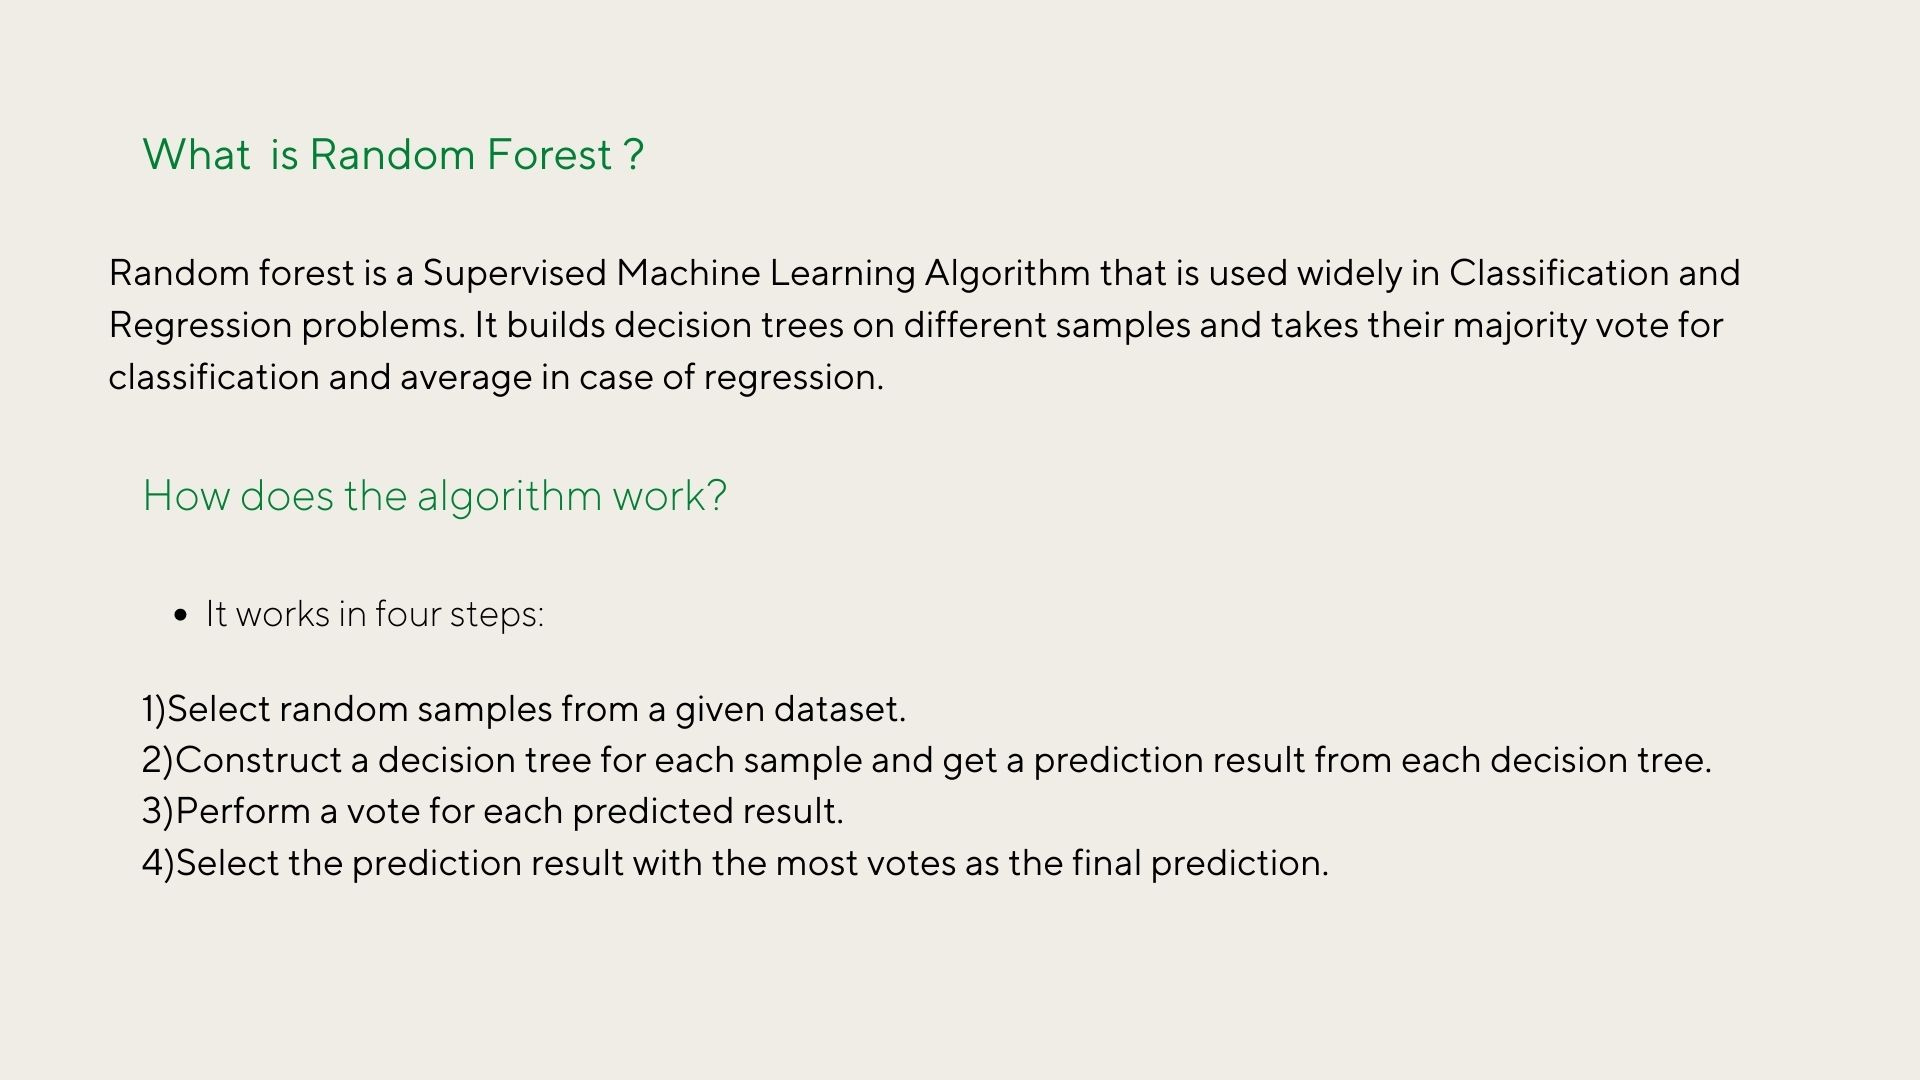 What  is Random Forest ?
Random forest is a Supervised Machine Learning Algorithm that is used widely in Classification and
Regression problems. It builds decision trees on different samples and takes their majority vote for
classification and average in case of regression.
How does the algorithm work?
• It works in four steps:
1)Select random samples from a given dataset.
2)Construct a decision tree for each sample and get a prediction result from each decision tree.
3)Perform a vote for each predicted result.
4)Select the prediction result with the most votes as the final prediction.